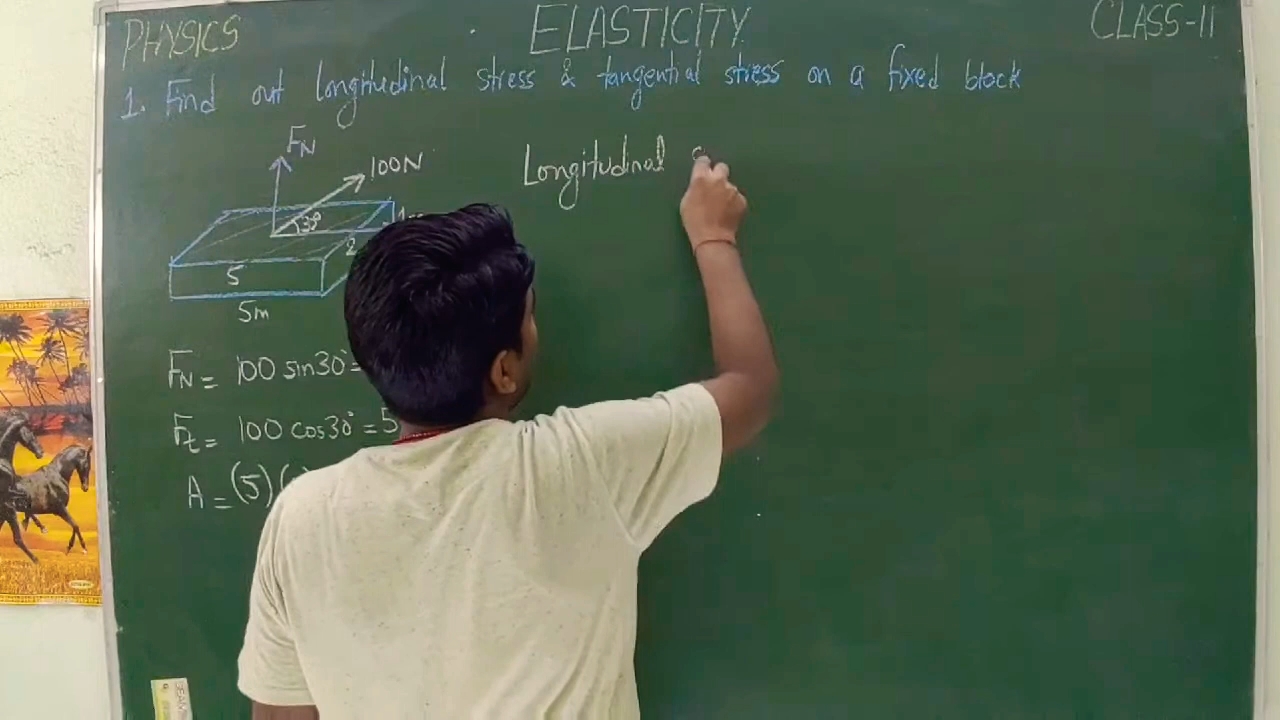 PHYSICS
ELASTICITY
CLASS-11
1. Find out longitudinal stress & tangential stress on a fixed block
FN
100N
30°
2
5
5m
FN = 100 sin30° =
Ft = 100 cos30° = 5
A = (5)(
Longitudinal